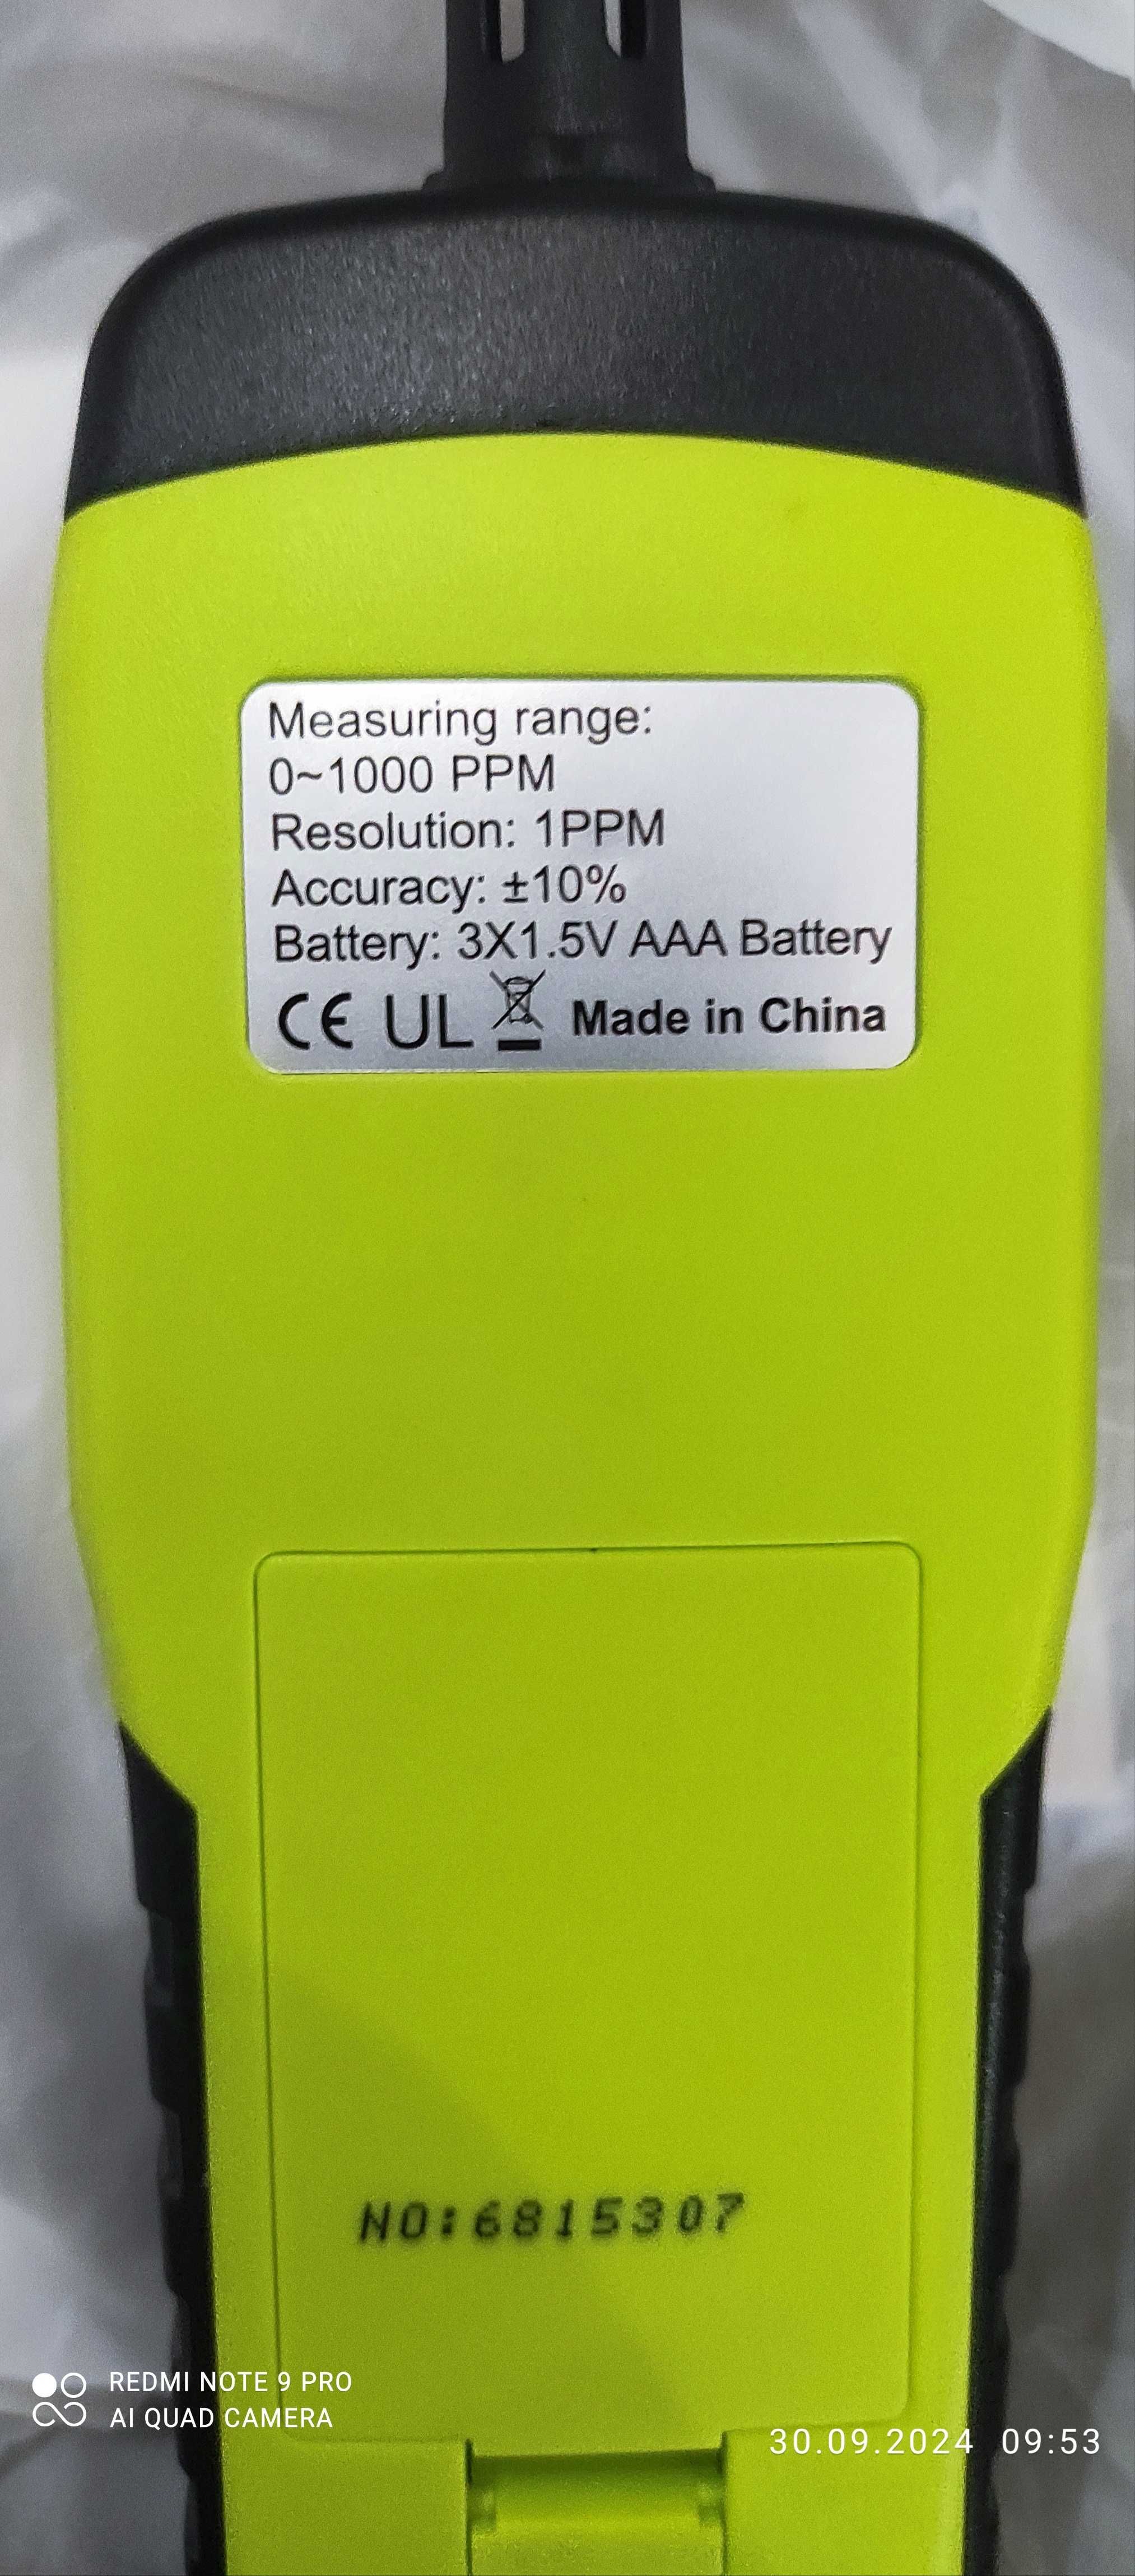 Measuring range:
0~1000 PPM
Resolution: 1PPM
Accuracy: ±10%
Battery: 3X1.5V AAA Battery
CE UL Made in China
NO:6815307
REDMI NOTE 9 PRO
AI QUAD CAMERA
30.09.2024 09:53